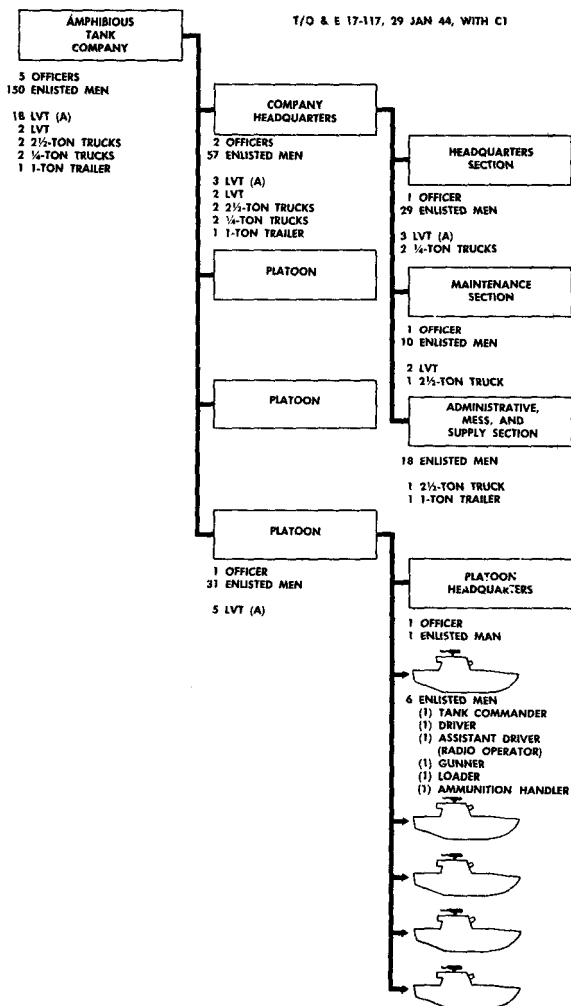 T/O & E 17-117, 29 JAN 44, WITH C1
AMPHIBIOUS
TANK
COMPANY
5 OFFICERS
150 ENLISTED MEN
18 LVT (A)
2 LVT
2 2½-TON TRUCKS
2 ¼-TON TRUCKS
1 1-TON TRAILER
COMPANY
HEADQUARTERS
2 OFFICERS
57 ENLISTED MEN
3 LVT (A)
2 LVT
2 2½-TON TRUCKS
2 ¼-TON TRUCKS
1 1-TON TRAILER
HEADQUARTERS
SECTION
1 OFFICER
29 ENLISTED MEN
3 LVT (A)
2 ¼-TON TRUCKS
MAINTENANCE
SECTION
1 OFFICER
10 ENLISTED MEN
2 LVT
1 2½-TON TRUCK
ADMINISTRATIVE,
MESS, AND
SUPPLY SECTION
18 ENLISTED MEN
1 2½-TON TRUCK
1 1-TON TRAILER
PLATOON
PLATOON
PLATOON
1 OFFICER
31 ENLISTED MEN
5 LVT (A)
PLATOON
HEADQUARTERS
1 OFFICER
1 ENLISTED MAN
6 ENLISTED MEN
(1) TANK COMMANDER
(1) DRIVER
(1) ASSISTANT DRIVER
(RADIO OPERATOR)
(1) GUNNER
(1) LOADER
(1) AMMUNITION HANDLER